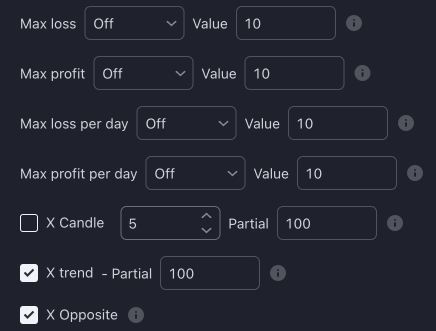 Max loss Off Value 10
Max profit Off Value 10
Max loss per day Off Value 10
Max profit per day Off Value 10
X Candle 5 Partial 100
X trend - Partial 100
X Opposite